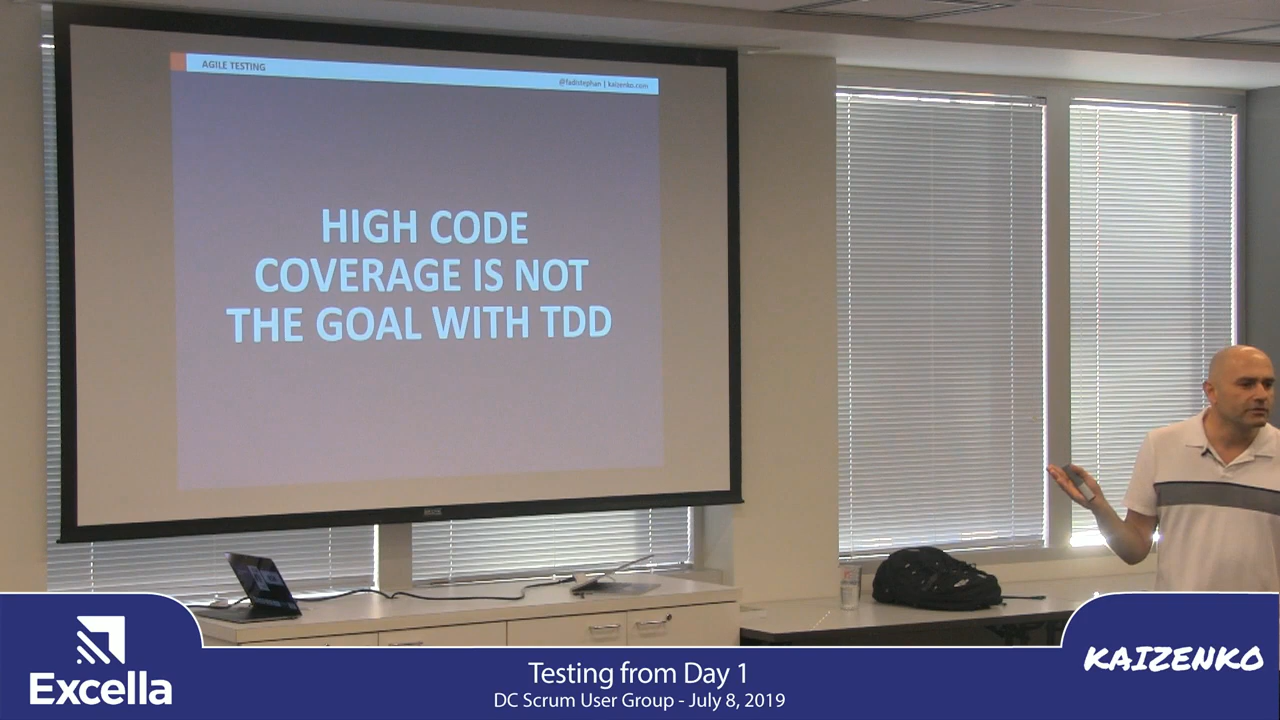 AGILE TESTING
@fadistephan | kaizenko.com
HIGH CODE
COVERAGE IS NOT
THE GOAL WITH TDD
Excella
Testing from Day 1
DC Scrum User Group - July 8, 2019
KAIZENKO